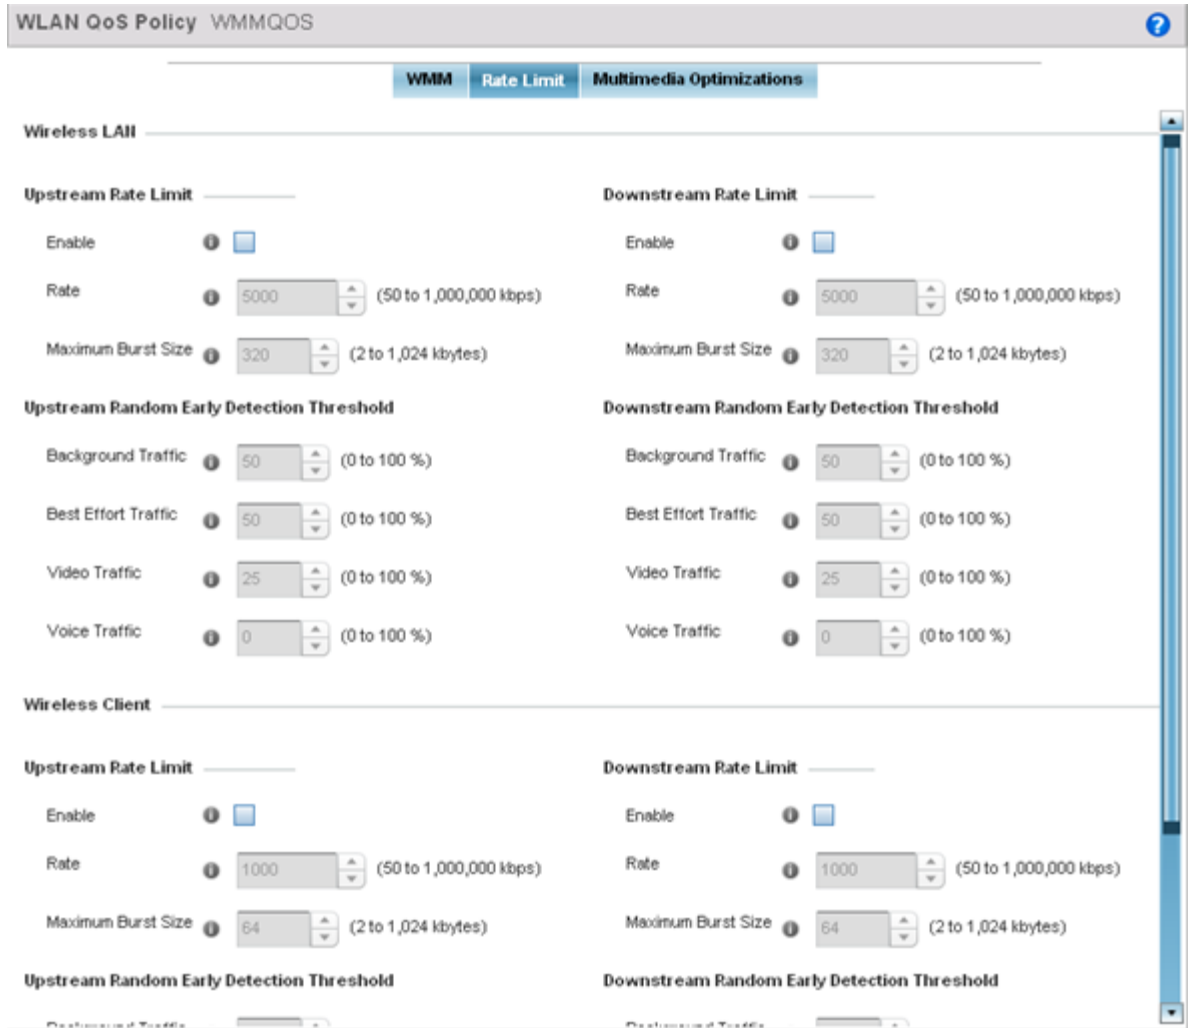 WLAN QoS Policy WMMQOS ?
WMM Rate Limit Multimedia Optimizations
Wireless LAN
Upstream Rate Limit Downstream Rate Limit
Enable Enable
Rate 5000 (50 to 1,000,000 kbps) Rate 5000 (50 to 1,000,000 kbps)
Maximum Burst Size 320 (2 to 1,024 kbytes) Maximum Burst Size 320 (2 to 1,024 kbytes)
Upstream Random Early Detection Threshold Downstream Random Early Detection Threshold
Background Traffic 50 (0 to 100 %) Background Traffic 50 (0 to 100 %)
Best Effort Traffic 50 (0 to 100 %) Best Effort Traffic 50 (0 to 100 %)
Video Traffic 25 (0 to 100 %) Video Traffic 25 (0 to 100 %)
Voice Traffic 0 (0 to 100 %) Voice Traffic 0 (0 to 100 %)
Wireless Client
Upstream Rate Limit Downstream Rate Limit
Enable Enable
Rate 1000 (50 to 1,000,000 kbps) Rate 1000 (50 to 1,000,000 kbps)
Maximum Burst Size 64 (2 to 1,024 kbytes) Maximum Burst Size 64 (2 to 1,024 kbytes)
Upstream Random Early Detection Threshold Downstream Random Early Detection Threshold